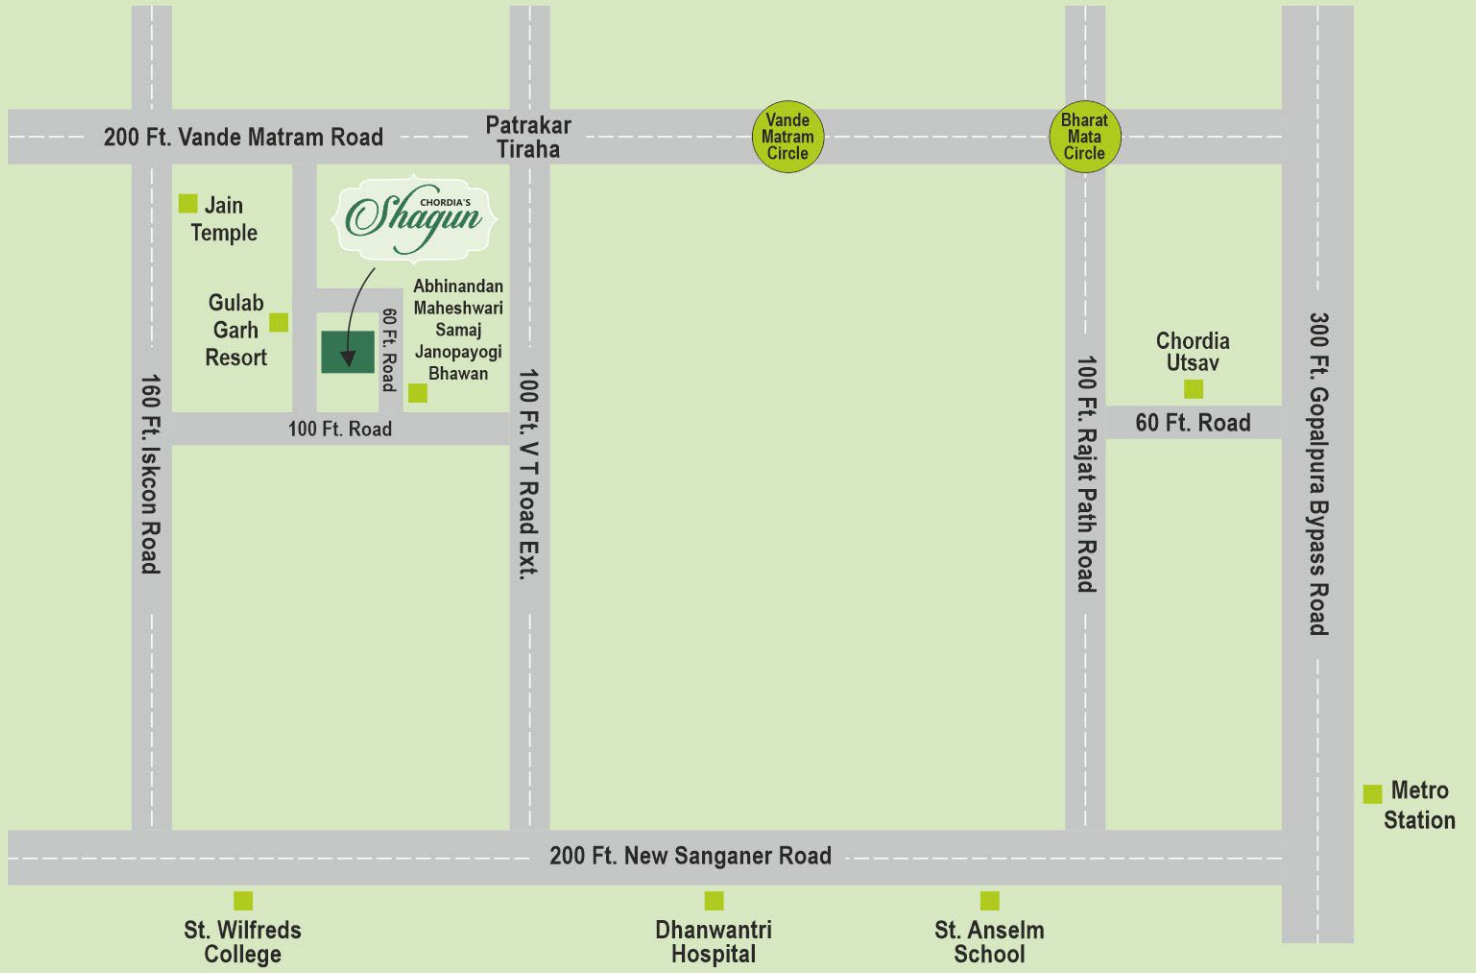 200 Ft. Vande Matram Road
Patrakar
Tiraha
Vande
Matram
Circle
Bharat
Mata
Circle
Jain
Temple
CHORDIA'S
Shagun
Gulab
Garh
Resort
60 Ft. Road
Abhinandan
Maheshwari
Samaj
Janopayogi
Bhawan
100 Ft. Road
160 Ft. Iskcon Road
100 Ft. V T Road Ext.
100 Ft. Rajat Path Road
Chordia
Utsav
60 Ft. Road
300 Ft. Gopalpura Bypass Road
Metro
Station
200 Ft. New Sanganer Road
St. Wilfreds
College
Dhanwantri
Hospital
St. Anselm
School